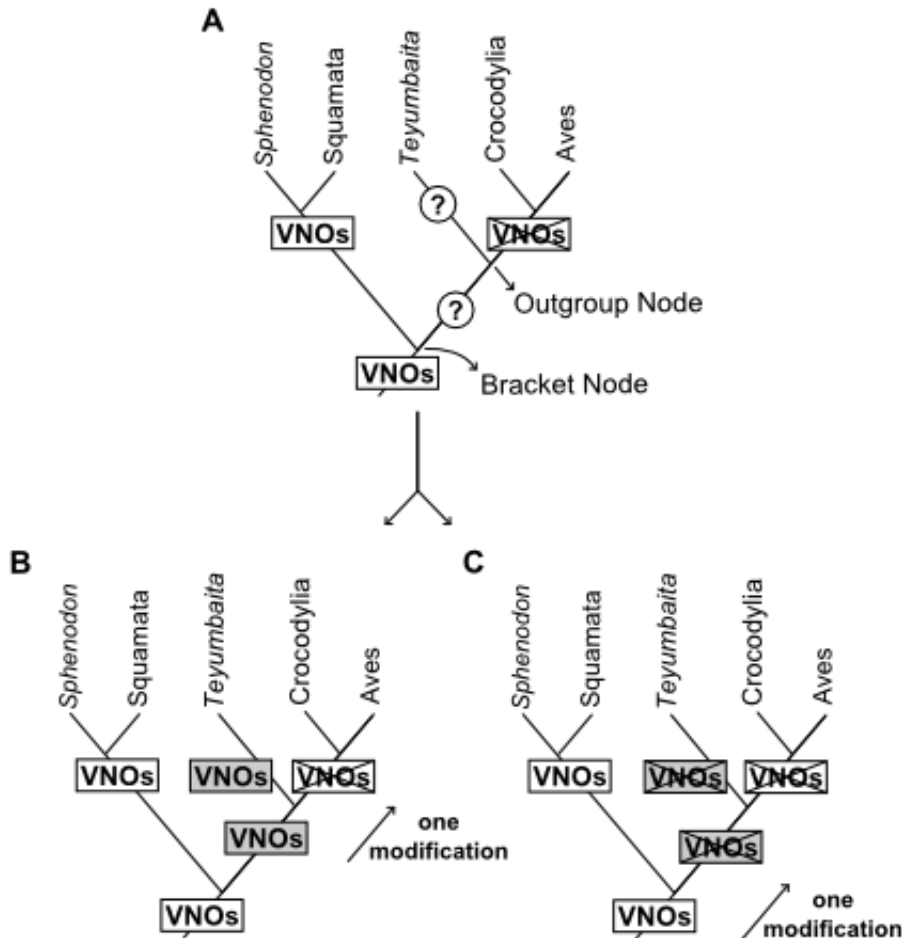 A
Sphenodon
Squamata
Teyumbaita
Crocodylia
Aves
?
VNOs
VNOs
?
Outgroup Node
VNOs
Bracket Node
B
Sphenodon
Squamata
Teyumbaita
Crocodylia
Aves
VNOs
VNOs
VNOs
VNOs
one
modification
VNOs
C
Sphenodon
Squamata
Teyumbaita
Crocodylia
Aves
VNOs
VNOs
VNOs
VNOs
one
modification
VNOs